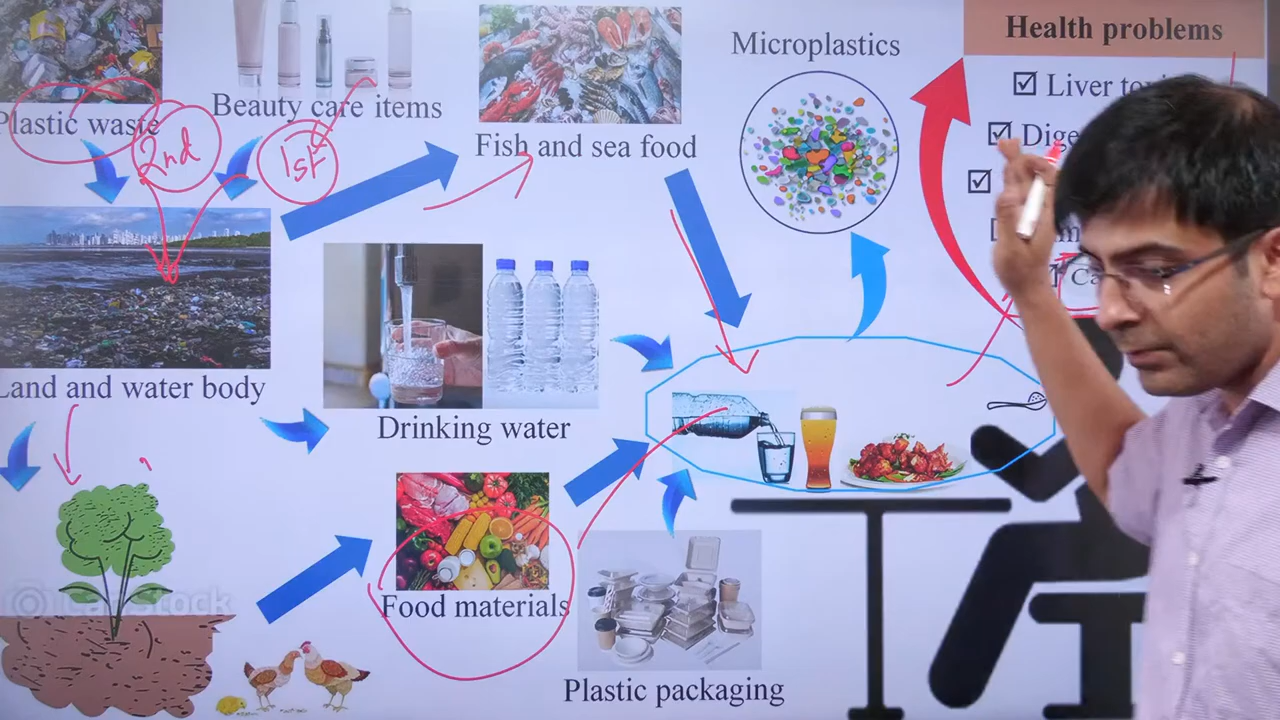 Plastic waste
Beauty care items
Fish and sea food
Microplastics
Health problems
Liver
2nd
1st
Land and water body
Drinking water
Food materials
Plastic packaging